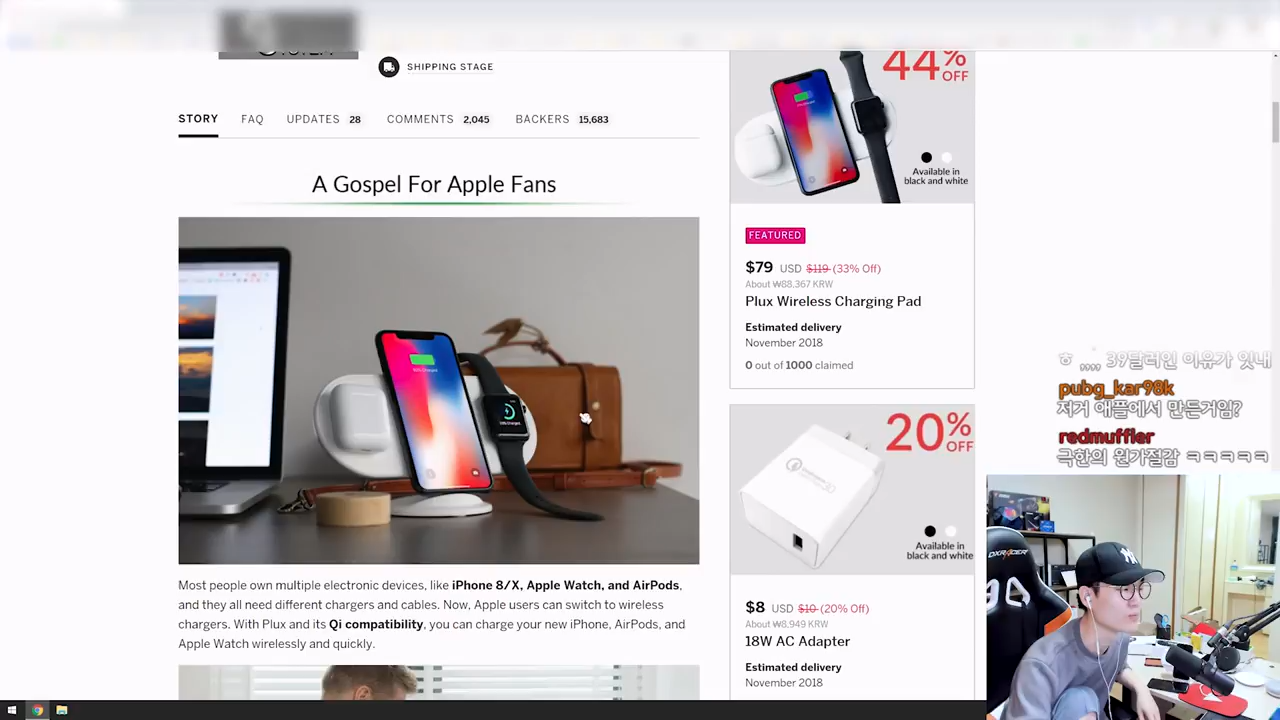 SHIPPING STAGE
STORY FAQ UPDATES 28 COMMENTS 2,045 BACKERS 15,683
A Gospel For Apple Fans
Most people own multiple electronic devices, like iPhone 8/X, Apple Watch, and AirPods,
and they all need different chargers and cables. Now, Apple users can switch to wireless
chargers. With Plux and its Qi compatibility, you can charge your new iPhone, AirPods, and
Apple Watch wirelessly and quickly.
44%
OFF
Available in
black and white
FEATURED
$79 USD $119 (33% Off)
About ₩88,367 KRW
Plux Wireless Charging Pad
Estimated delivery
November 2018
0 out of 1000 claimed
20%
OFF
Available in
black and white
$8 USD $10 (20% Off)
About ₩8,949 KRW
18W AC Adapter
Estimated delivery
November 2018
ㅎ ,,,, 39달러인 이유가 잇내
pubg_kar98k
저거 애플에서 만든거임?
redmuffler
극한의 원가절감 ㅋㅋㅋㅋㅋ
DXRACER